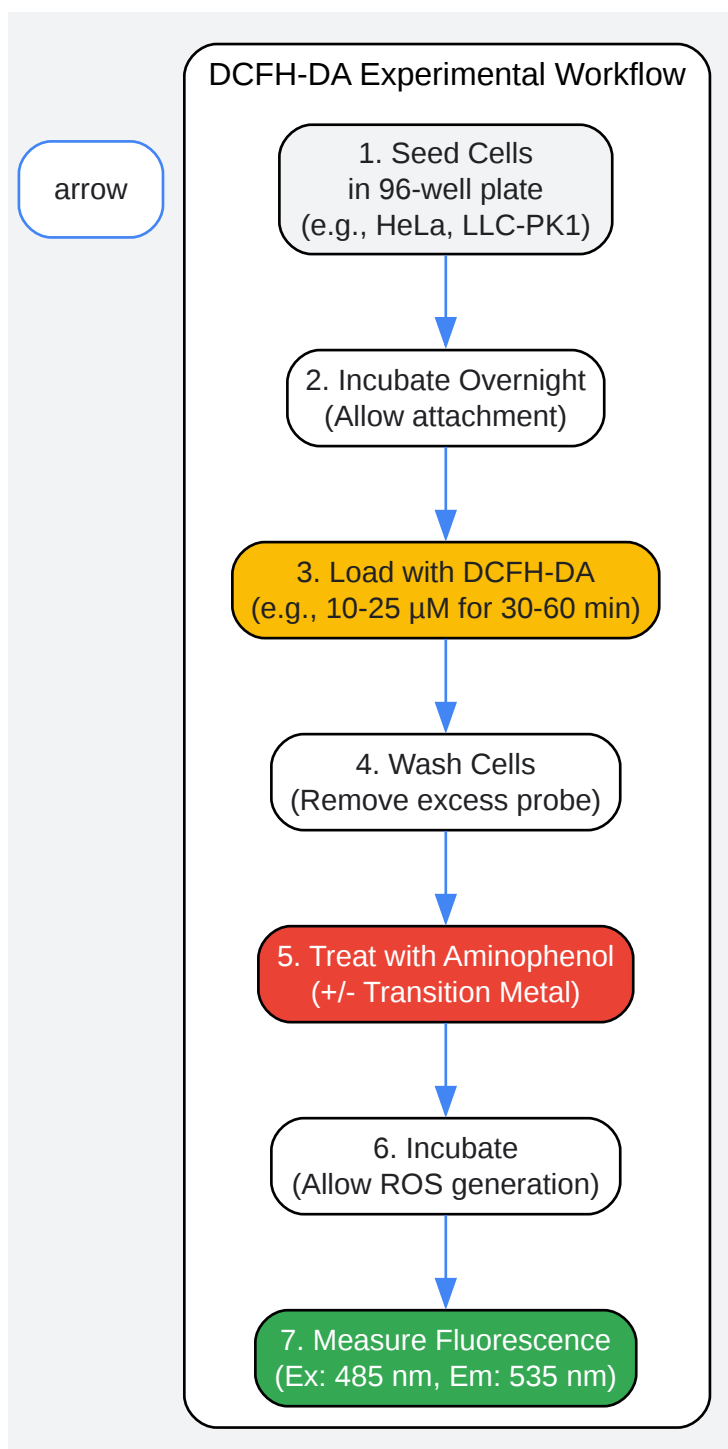 DCFH-DA Experimental Workflow
arrow
1. Seed Cells
in 96-well plate
(e.g., HeLa, LLC-PK1)
2. Incubate Overnight
(Allow attachment)
3. Load with DCFH-DA
(e.g., 10-25 µM for 30-60 min)
4. Wash Cells
(Remove excess probe)
5. Treat with Aminophenol
(+/- Transition Metal)
6. Incubate
(Allow ROS generation)
7. Measure Fluorescence
(Ex: 485 nm, Em: 535 nm)